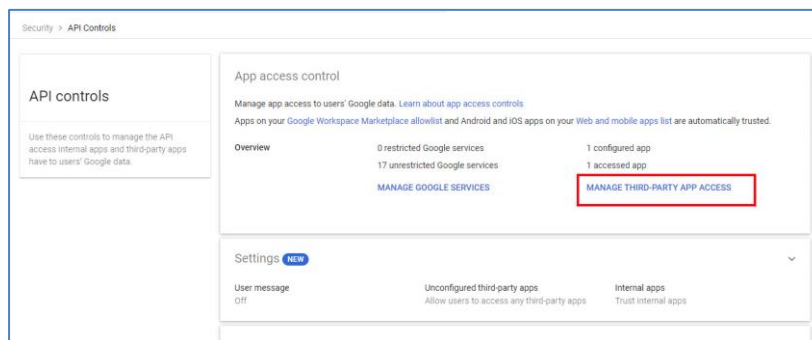 Security > API Controls
API controls
Use these controls to manage the API
access internal apps and third-party apps
have to users' Google data.
App access control
Manage app access to users' Google data. Learn about app access controls
Apps on your Google Workspace Marketplace allowlist and Android and iOS apps on your Web and mobile apps list are automatically trusted.
Overview 0 restricted Google services 1 configured app
17 unrestricted Google services 1 accessed app
MANAGE GOOGLE SERVICES MANAGE THIRD-PARTY APP ACCESS
Settings NEW
User message Unconfigured third-party apps Internal apps
Off Allow users to access any third-party apps Trust internal apps